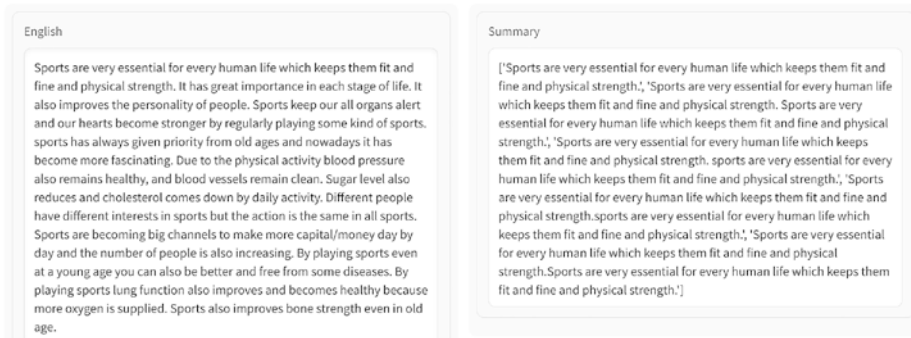 English
Sports are very essential for every human life which keeps them fit and
fine and physical strength. It has great importance in each stage of life. It
also improves the personality of people. Sports keep our all organs alert
and our hearts become stronger by regularly playing some kind of sports.
sports has always given priority from old ages and nowadays it has
become more fascinating. Due to the physical activity blood pressure
also remains healthy, and blood vessels remain clean. Sugar level also
reduces and cholesterol comes down by daily activity. Different people
have different interests in sports but the action is the same in all sports.
Sports are becoming big channels to make more capital/money day by
day and the number of people is also increasing. By playing sports even
at a young age you can also be better and free from some diseases. By
playing sports lung function also improves and becomes healthy because
more oxygen is supplied. Sports also improves bone strength even in old
age.
Summary
['Sports are very essential for every human life which keeps them fit and
fine and physical strength.', 'Sports are very essential for every human life
which keeps them fit and fine and physical strength. Sports are very
essential for every human life which keeps them fit and fine and physical
strength.', 'Sports are very essential for every human life which keeps
them fit and fine and physical strength. sports are very essential for every
human life which keeps them fit and fine and physical strength.', 'Sports
are very essential for every human life which keeps them fit and fine and
physical strength.sports are very essential for every human life which
keeps them fit and fine and physical strength.', 'Sports are very essential
for every human life which keeps them fit and fine and physical
strength.Sports are very essential for every human life which keeps them
fit and fine and physical strength.']